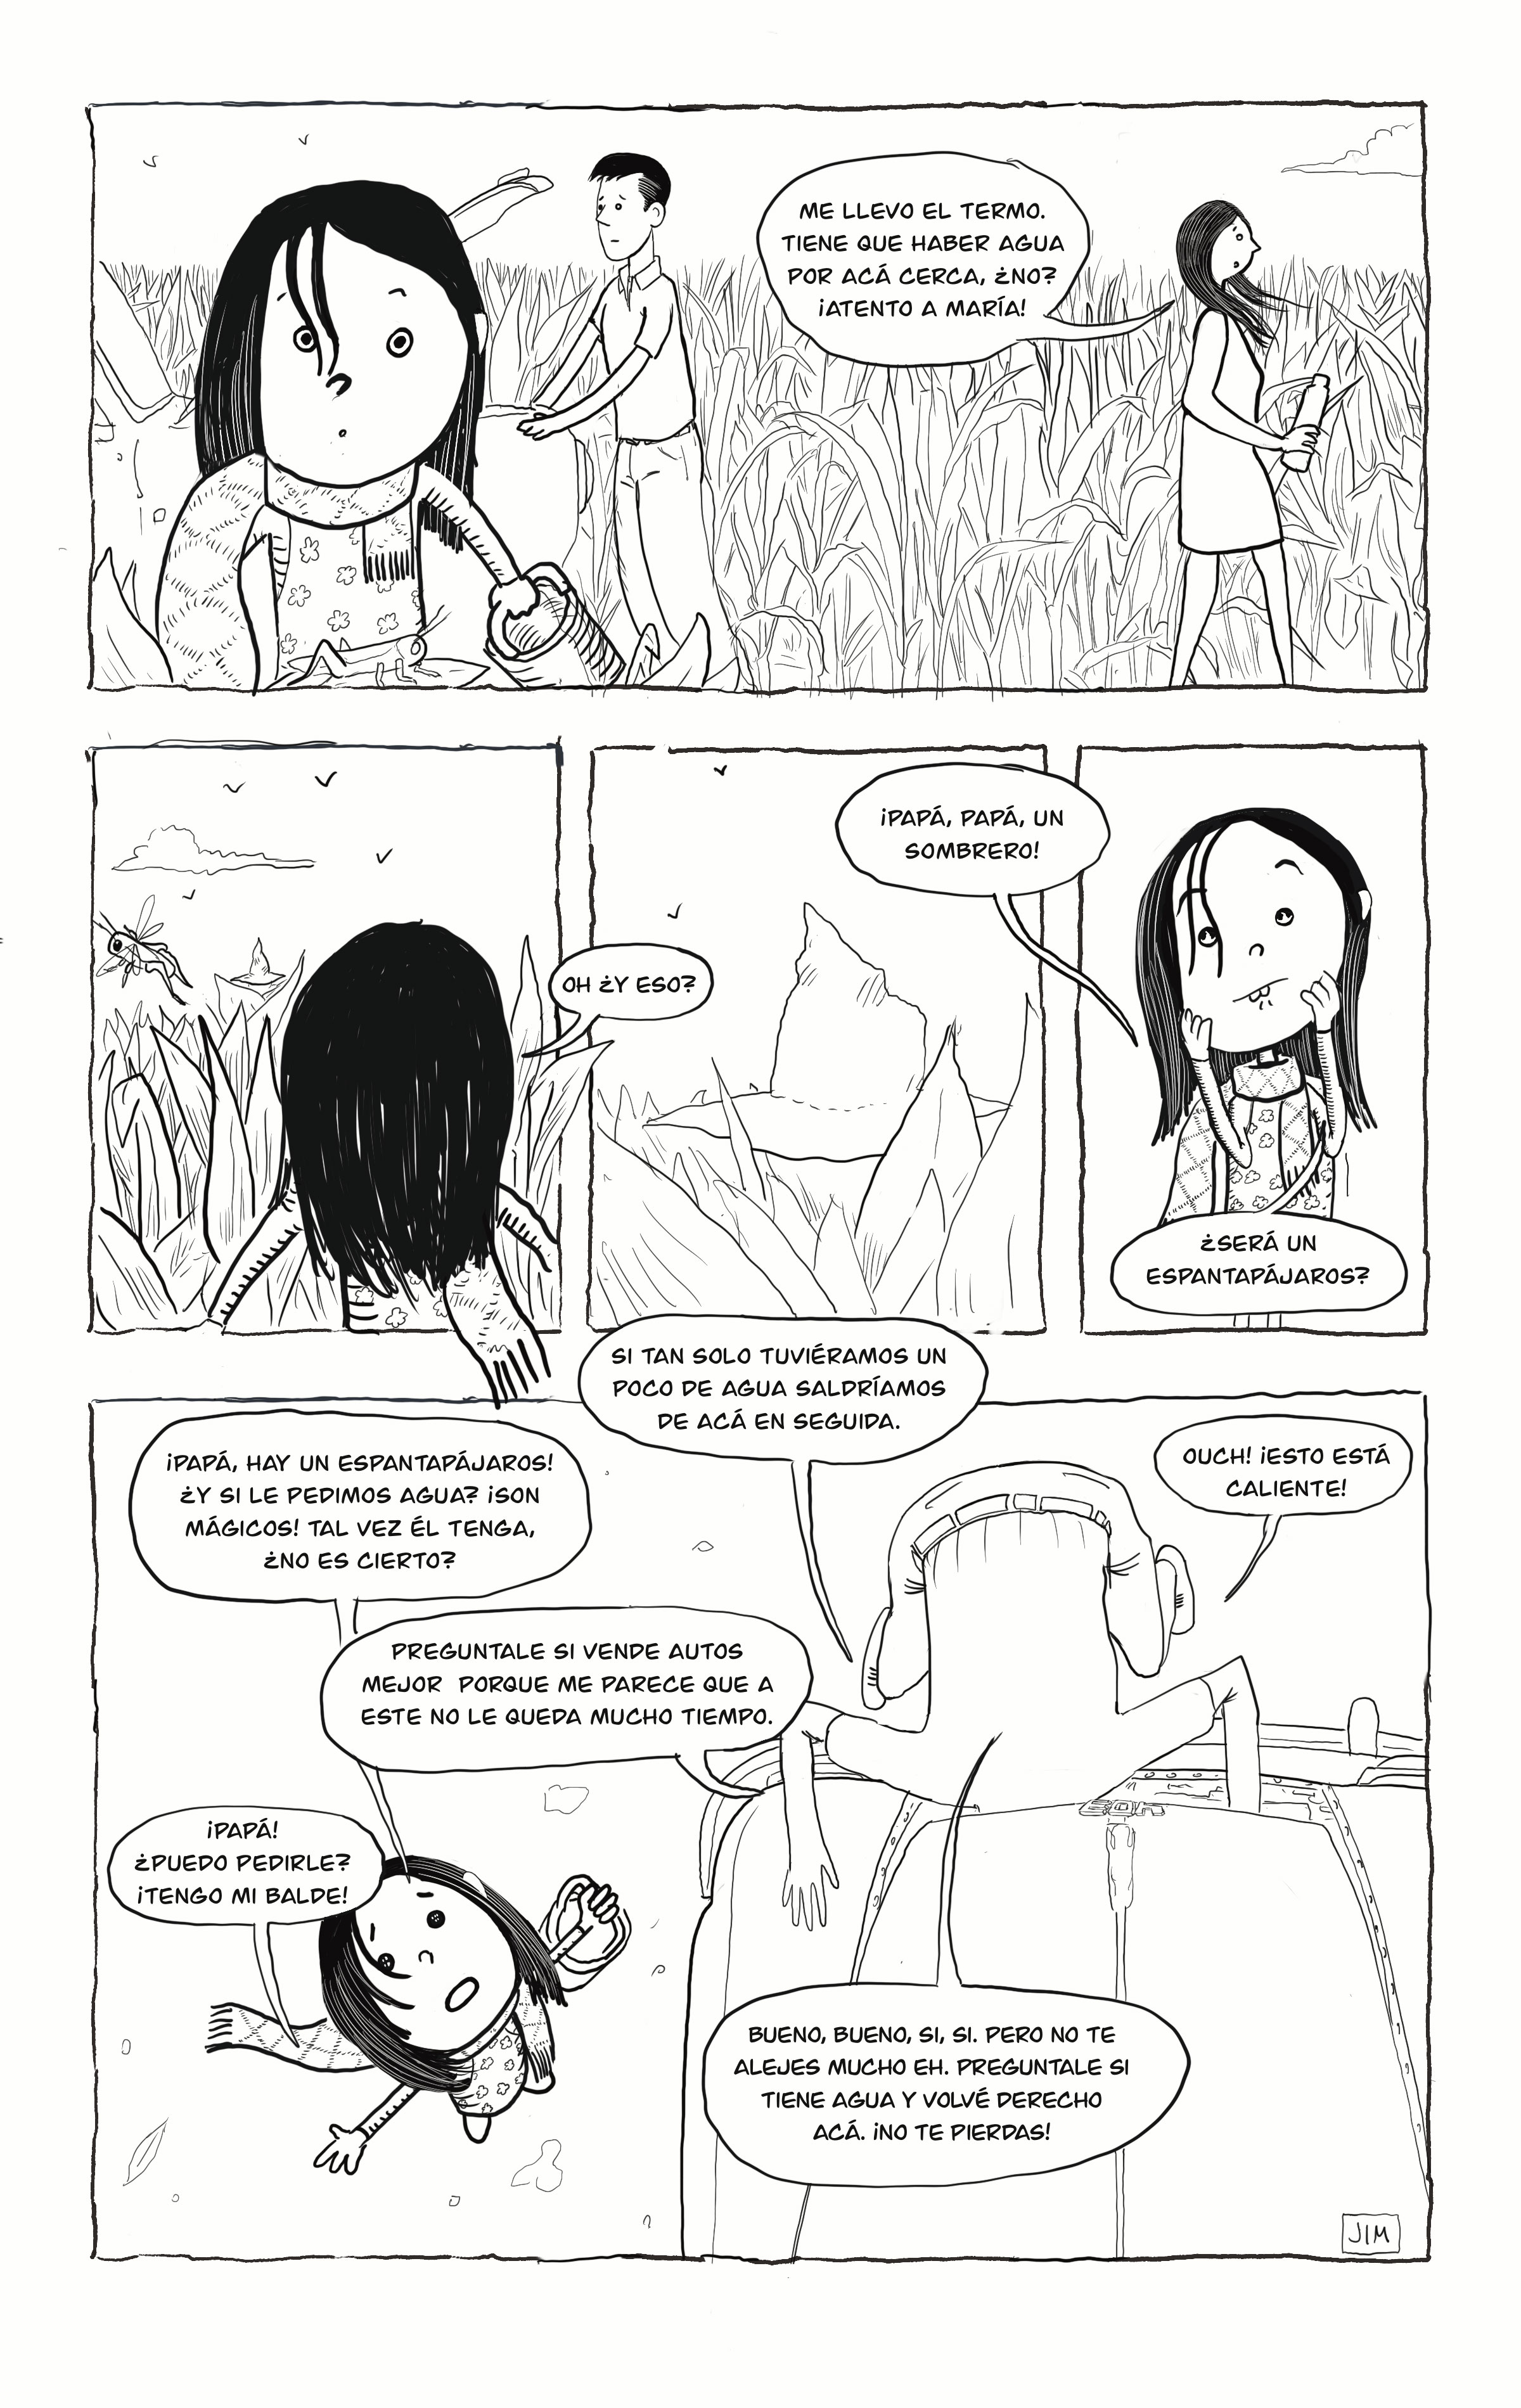 ME LLEVO EL TERMO.
TIENE QUE HABER AGUA
POR ACÁ CERCA, ¿NO?
¡ATENTO A MARÍA!
OH ¿Y ESO?
¡PAPÁ, PAPÁ, UN
SOMBRERO!
¿SERÁ UN
ESPANTAPÁJAROS?
SI TAN SOLO TUVIÉRAMOS UN
POCO DE AGUA SALDRÍAMOS
DE ACÁ EN SEGUIDA.
¡PAPÁ, HAY UN ESPANTAPÁJAROS!
¿Y SI LE PEDIMOS AGUA? ¡SON
MÁGICOS! TAL VEZ ÉL TENGA,
¿NO ES CIERTO?
OUCH! ¡ESTO ESTÁ
CALIENTE!
PREGUNTALE SI VENDE AUTOS
MEJOR PORQUE ME PARECE QUE A
ESTE NO LE QUEDA MUCHO TIEMPO.
¡PAPÁ!
¿PUEDO PEDIRLE?
¡TENGO MI BALDE!
BUENO, BUENO, SI, SI. PERO NO TE
ALEJES MUCHO EH. PREGUNTALE SI
TIENE AGUA Y VOLVÉ DERECHO
ACÁ. ¡NO TE PIERDAS!
JIM